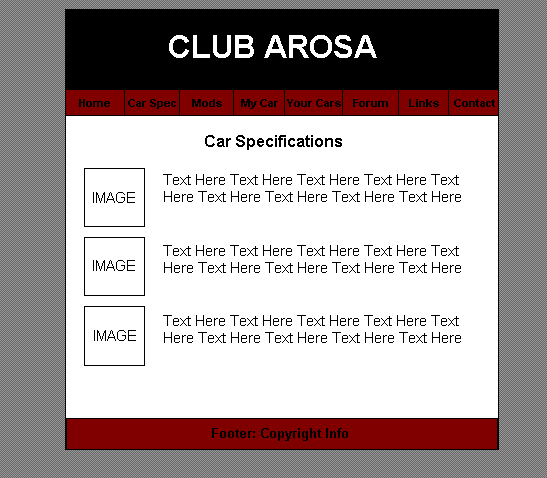 CLUB AROSA
Home Car Spec Mods My Car Your Cars Forum Links Contact
Car Specifications
IMAGE
Text Here Text Here Text Here Text Here Text
Here Text Here Text Here Text Here Text Here
IMAGE
Text Here Text Here Text Here Text Here Text
Here Text Here Text Here Text Here Text Here
IMAGE
Text Here Text Here Text Here Text Here Text
Here Text Here Text Here Text Here Text Here
Footer: Copyright Info